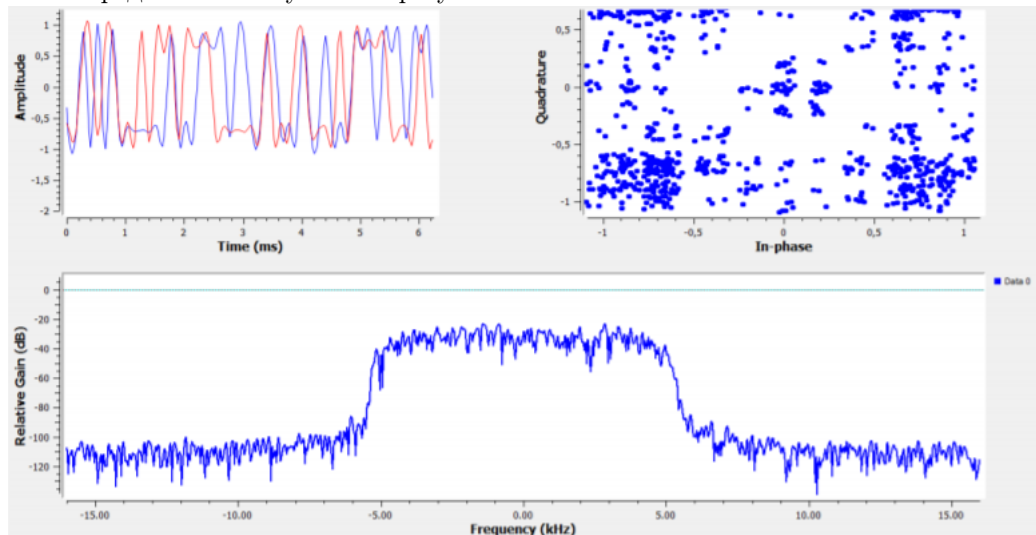 Amplitude
1
0,5
0
-0,5
-1
-1,5
-2
0 1 2 3 4 5 6
Time (ms)
Quadrature
0,5
0
-0,5
-1
-1 -0,5 0 0,5 1
In-phase
Relative Gain (dB)
0
-20
-40
-60
-80
-100
-120
-15.00 -10.00 -5.00 0.00 5.00 10.00 15.00
Frequency (kHz)
Data 0